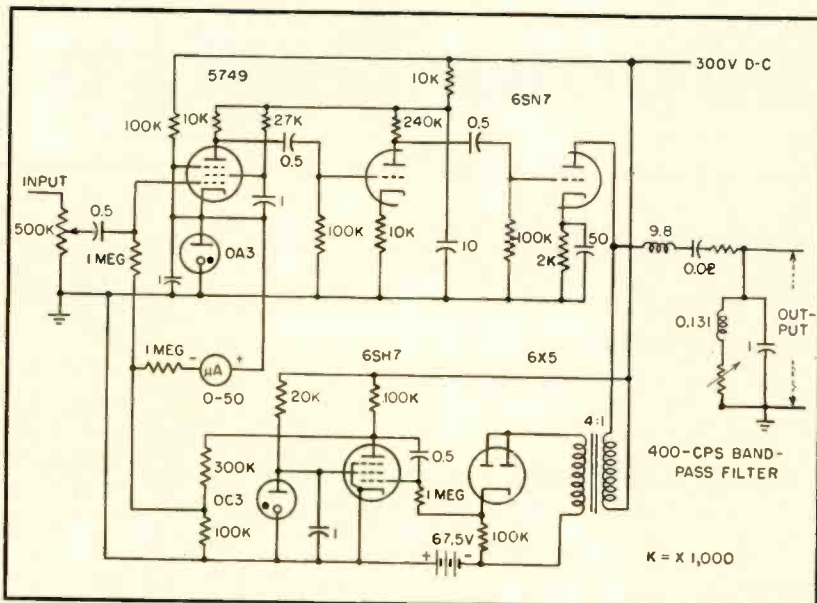 5749
10K
300V D-C
6SN7
100K
10K
27K
240K
0.5
0.5
INPUT
500K
0.5
1 MEG
1
OA3
1
100K
10K
10
100K
2K
50
9.8
0.02
0.131
1
OUT-
PUT
1 MEG
-
µA
+
0-50
6SH7
6X5
20K
100K
4:1
300K
OC3
100K
1
0.5
1 MEG
100K
+
67.5V
-
400-CPS BAND-
PASS FILTER
K = X 1,000